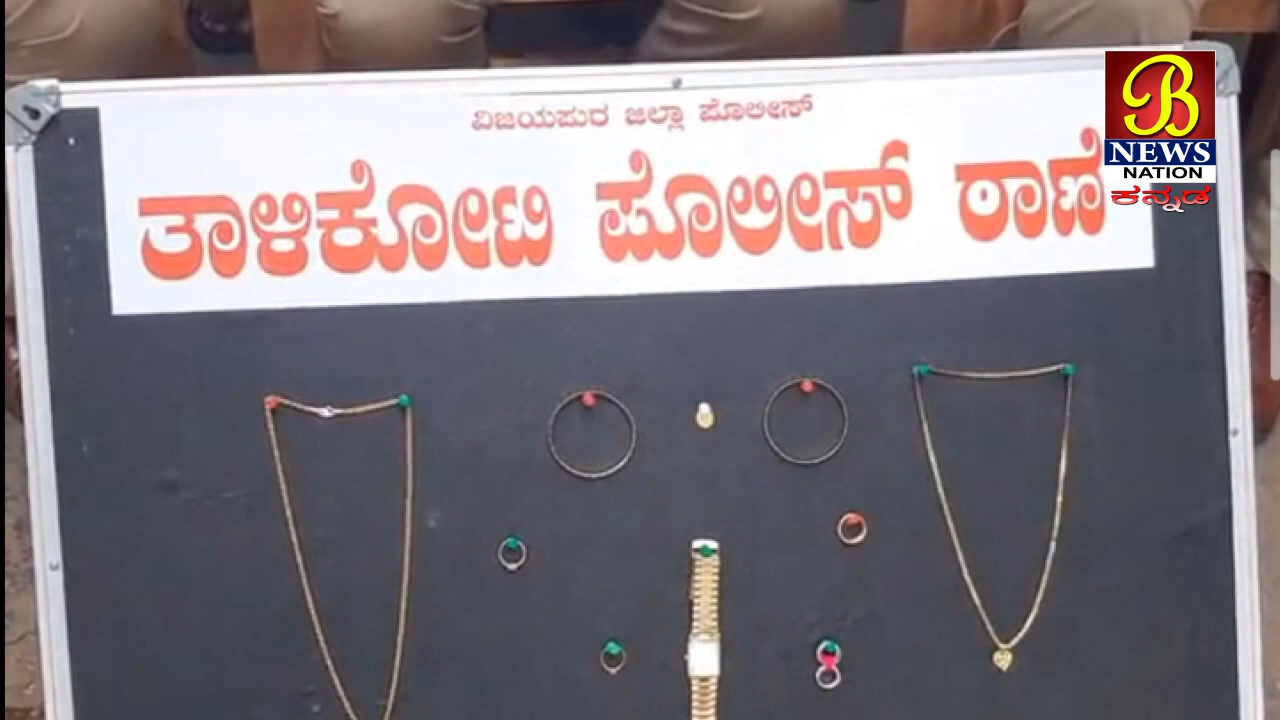 ವಿಜಯಪುರ ಜಿಲ್ಲಾ ಪೊಲೀಸ್
ತಾಳಿಕೋಟಿ ಪೊಲೀಸ್ ಠಾಣೆ
B
NEWS
NATION
ಕನ್ನಡ